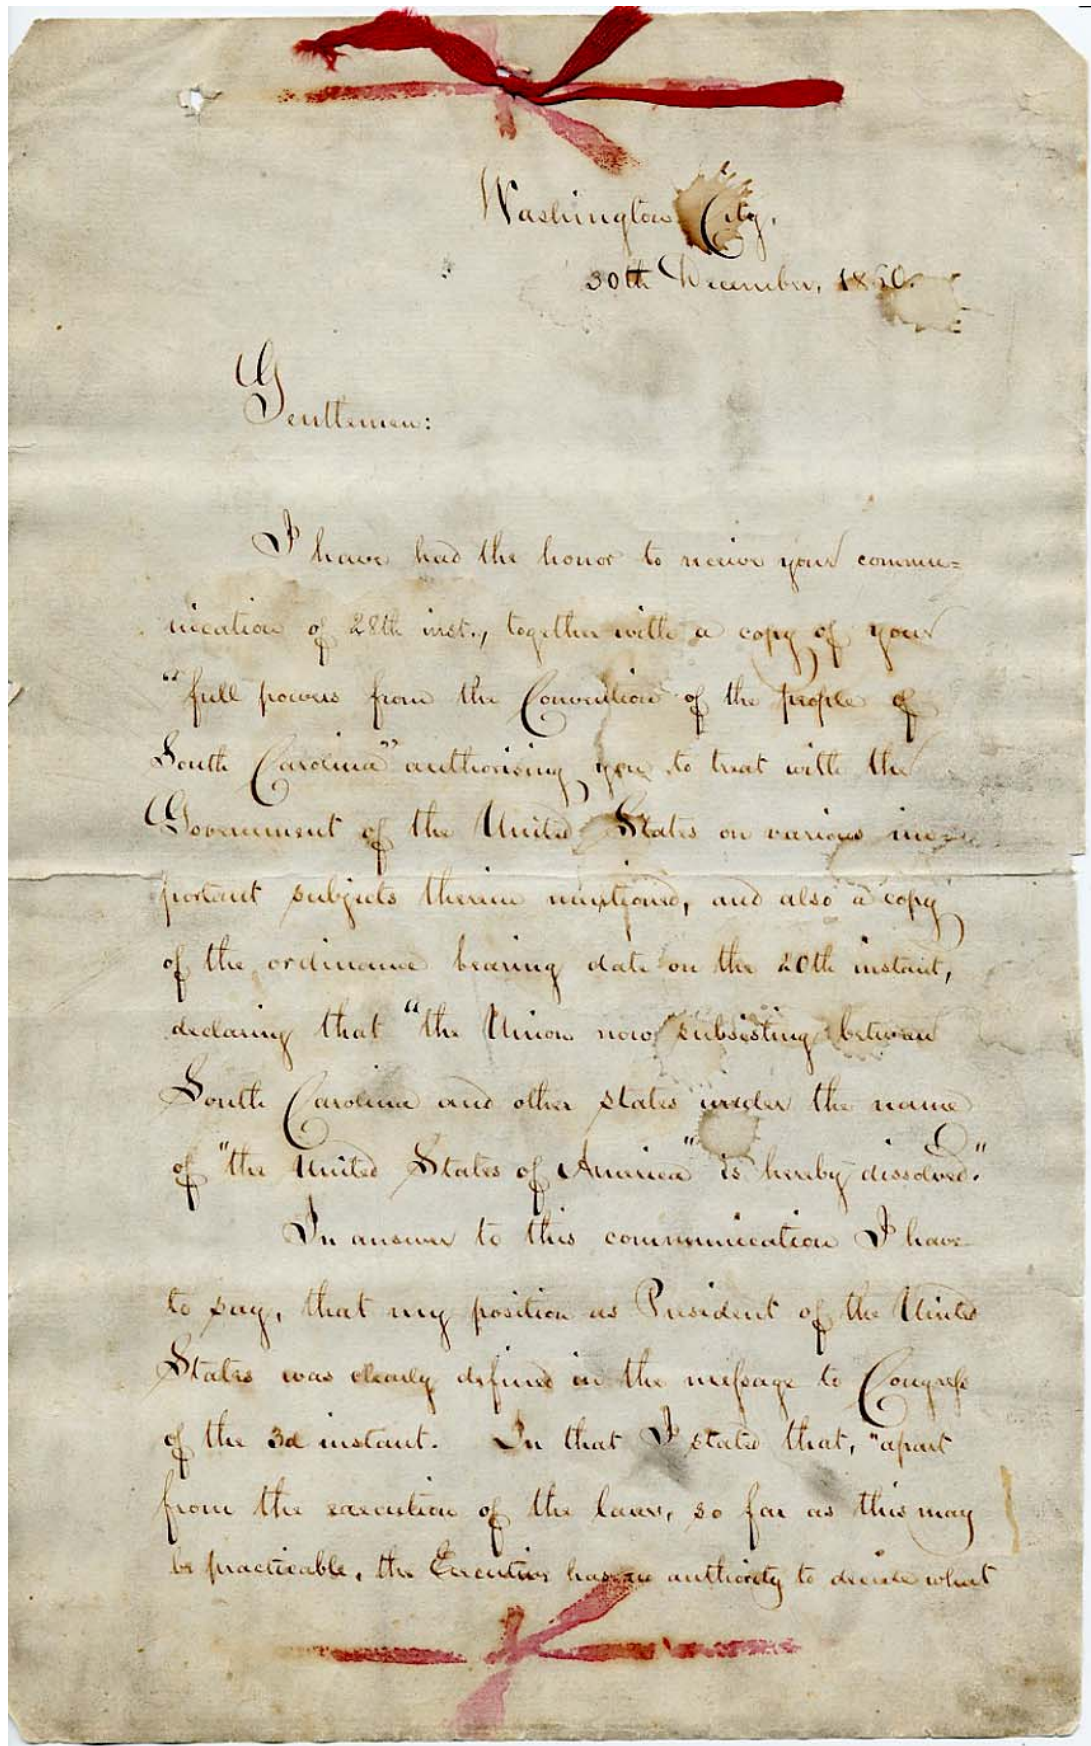 Washington City,
30th December, 1860.
Gentlemen:
I have had the honor to receive your commu=
nication of 28th inst., together with a copy of your
"full powers from the Convention of the people of
South Carolina" authorising you to treat with the
Government of the United States on various im=
portant subjects therein mentioned, and also a copy
of the ordinance bearing date on the 20th instant,
declaring that "the Union now subsisting between
South Carolina and other states under the name
of "the United States of America" is hereby dissolved."
In answer to this communication I have
to say, that my position as President of the United
States was clearly defined in the meſsage to Congreſs
of the 3d instant. In that I stated that, "apart
from the execution of the laws, so far as this may
be practicable, the Executive has no authority to decide what